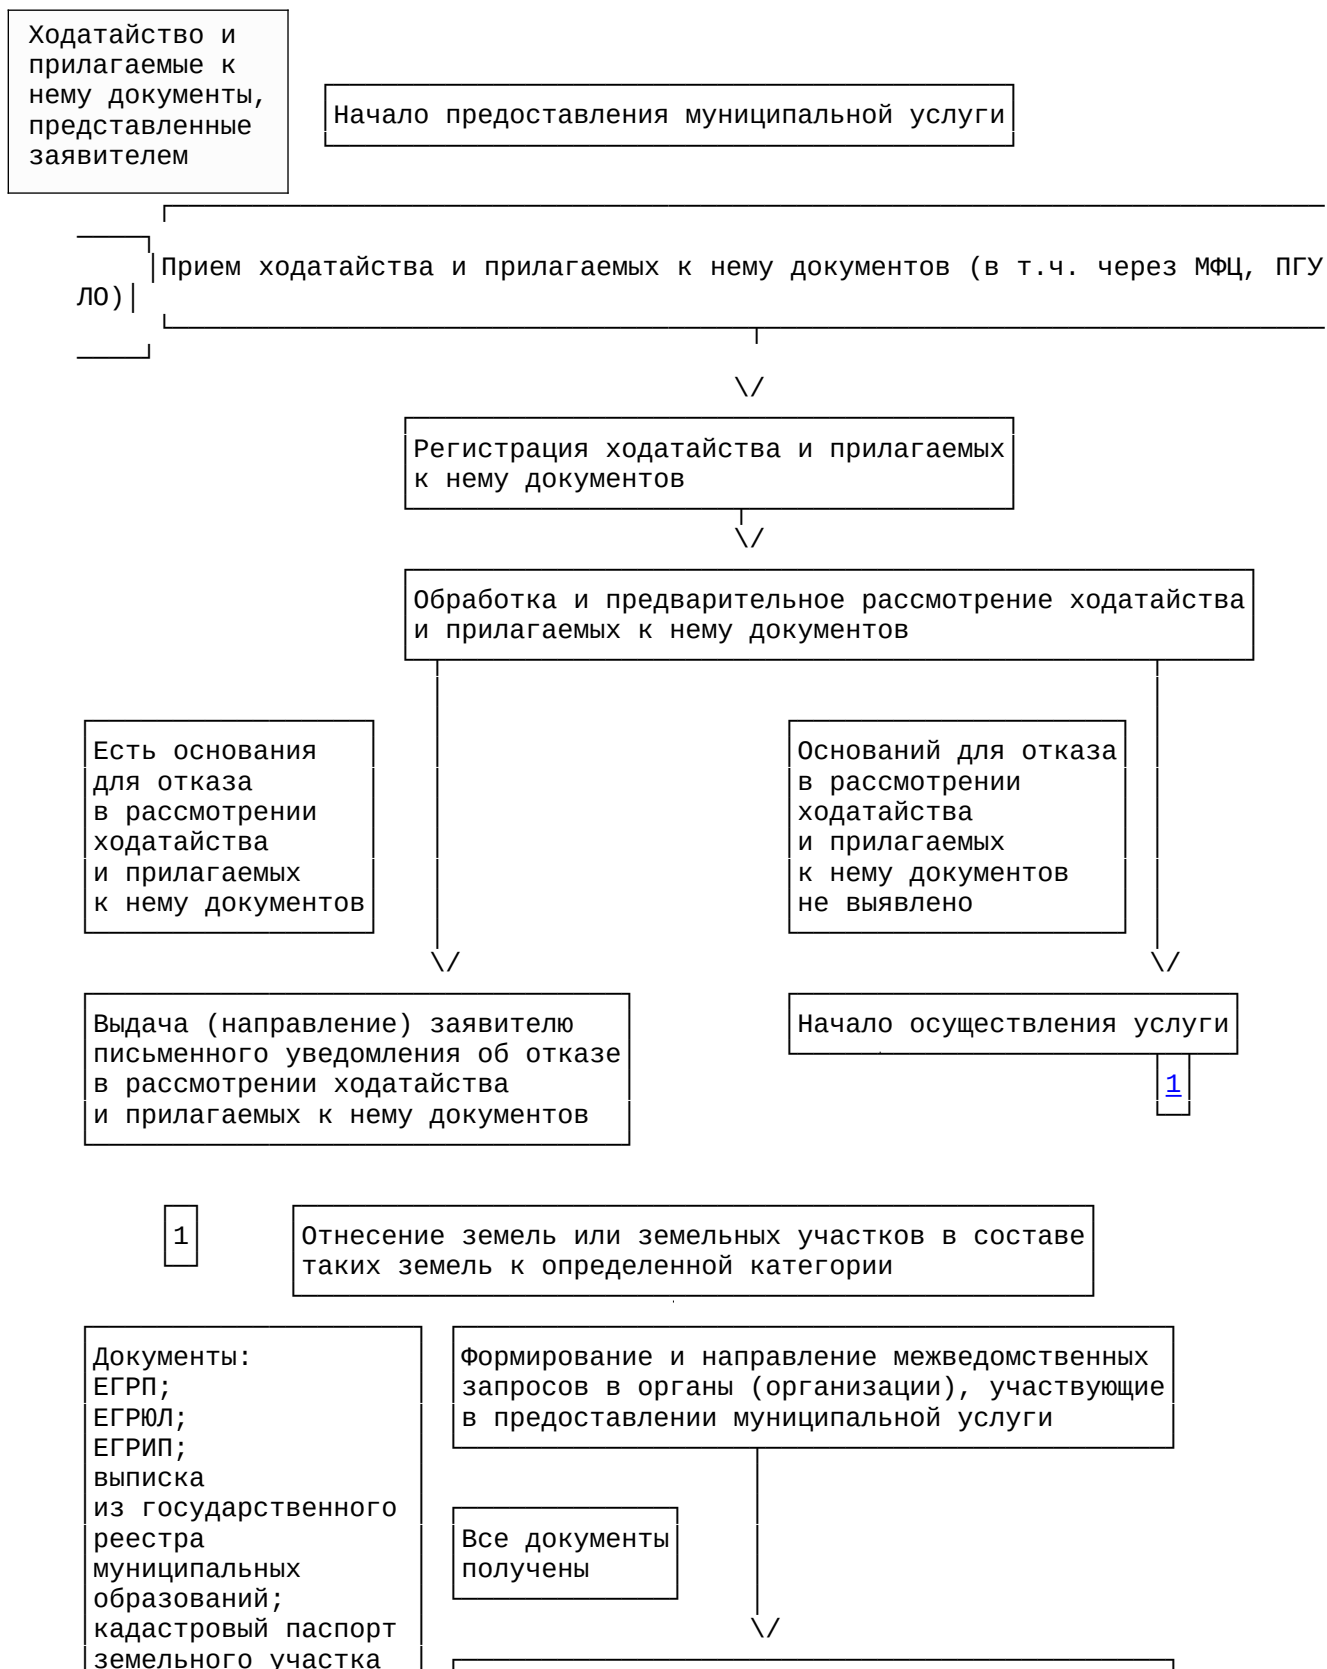 Ходатайство и
прилагаемые к
нему документы,
представленные
заявителем
Начало предоставления муниципальной услуги
Прием ходатайства и прилагаемых к нему документов (в т.ч. через МФЦ, ПГУ
ЛО)
\/
Регистрация ходатайства и прилагаемых
к нему документов
\/
Обработка и предварительное рассмотрение ходатайства
и прилагаемых к нему документов
Есть основания
для отказа
в рассмотрении
ходатайства
и прилагаемых
к нему документов
Оснований для отказа
в рассмотрении
ходатайства
и прилагаемых
к нему документов
не выявлено
\/ \/
Выдача (направление) заявителю
письменного уведомления об отказе
в рассмотрении ходатайства
и прилагаемых к нему документов
Начало осуществления услуги
1
1
Отнесение земель или земельных участков в составе
таких земель к определенной категории
Документы:
ЕГРП;
ЕГРЮЛ;
ЕГРИП;
выписка
из государственного
реестра
муниципальных
образований;
кадастровый паспорт
земельного участка
Формирование и направление межведомственных
запросов в органы (организации), участвующие
в предоставлении муниципальной услуги
Все документы
получены
\/